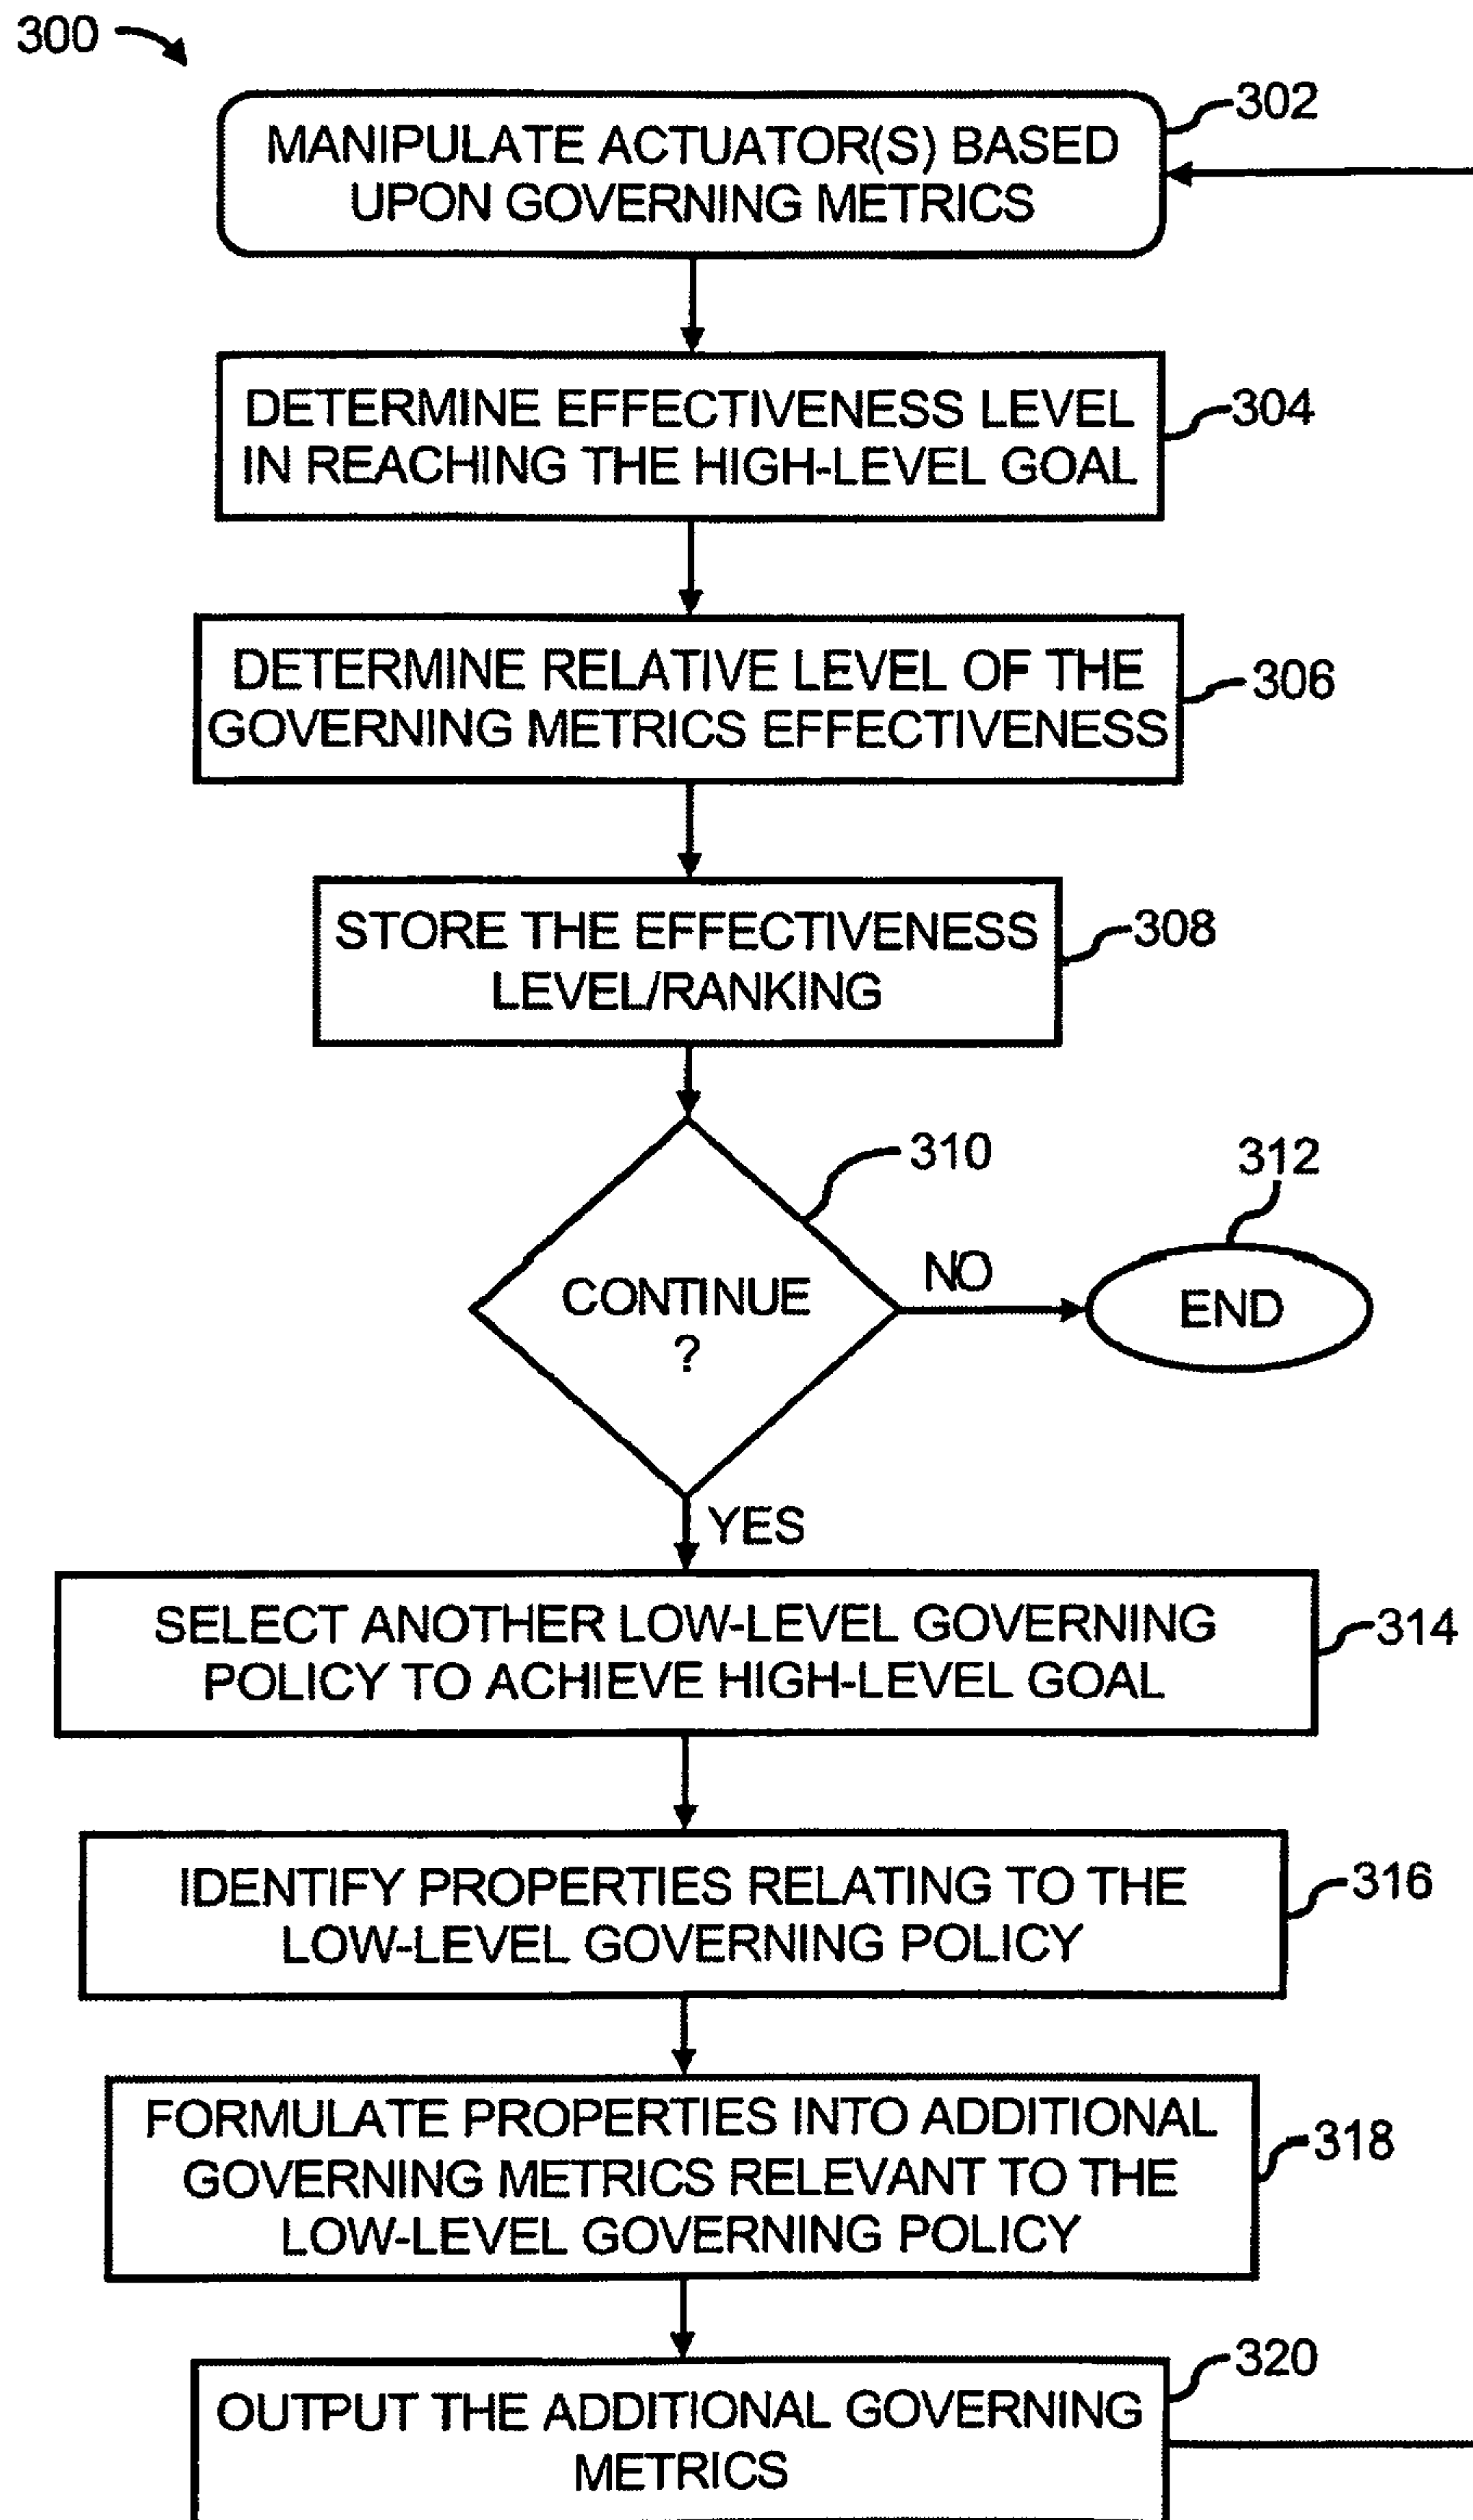 300
302
MANIPULATE ACTUATOR(S) BASED
UPON GOVERNING METRICS
DETERMINE EFFECTIVENESS LEVEL
IN REACHING THE HIGH-LEVEL GOAL
304
DETERMINE RELATIVE LEVEL OF THE
GOVERNING METRICS EFFECTIVENESS
306
STORE THE EFFECTIVENESS
LEVEL/RANKING
308
310
312
CONTINUE
?
NO
END
YES
SELECT ANOTHER LOW-LEVEL GOVERNING
POLICY TO ACHIEVE HIGH-LEVEL GOAL
314
IDENTIFY PROPERTIES RELATING TO THE
LOW-LEVEL GOVERNING POLICY
316
FORMULATE PROPERTIES INTO ADDITIONAL
GOVERNING METRICS RELEVANT TO THE
LOW-LEVEL GOVERNING POLICY
318
320
OUTPUT THE ADDITIONAL GOVERNING
METRICS